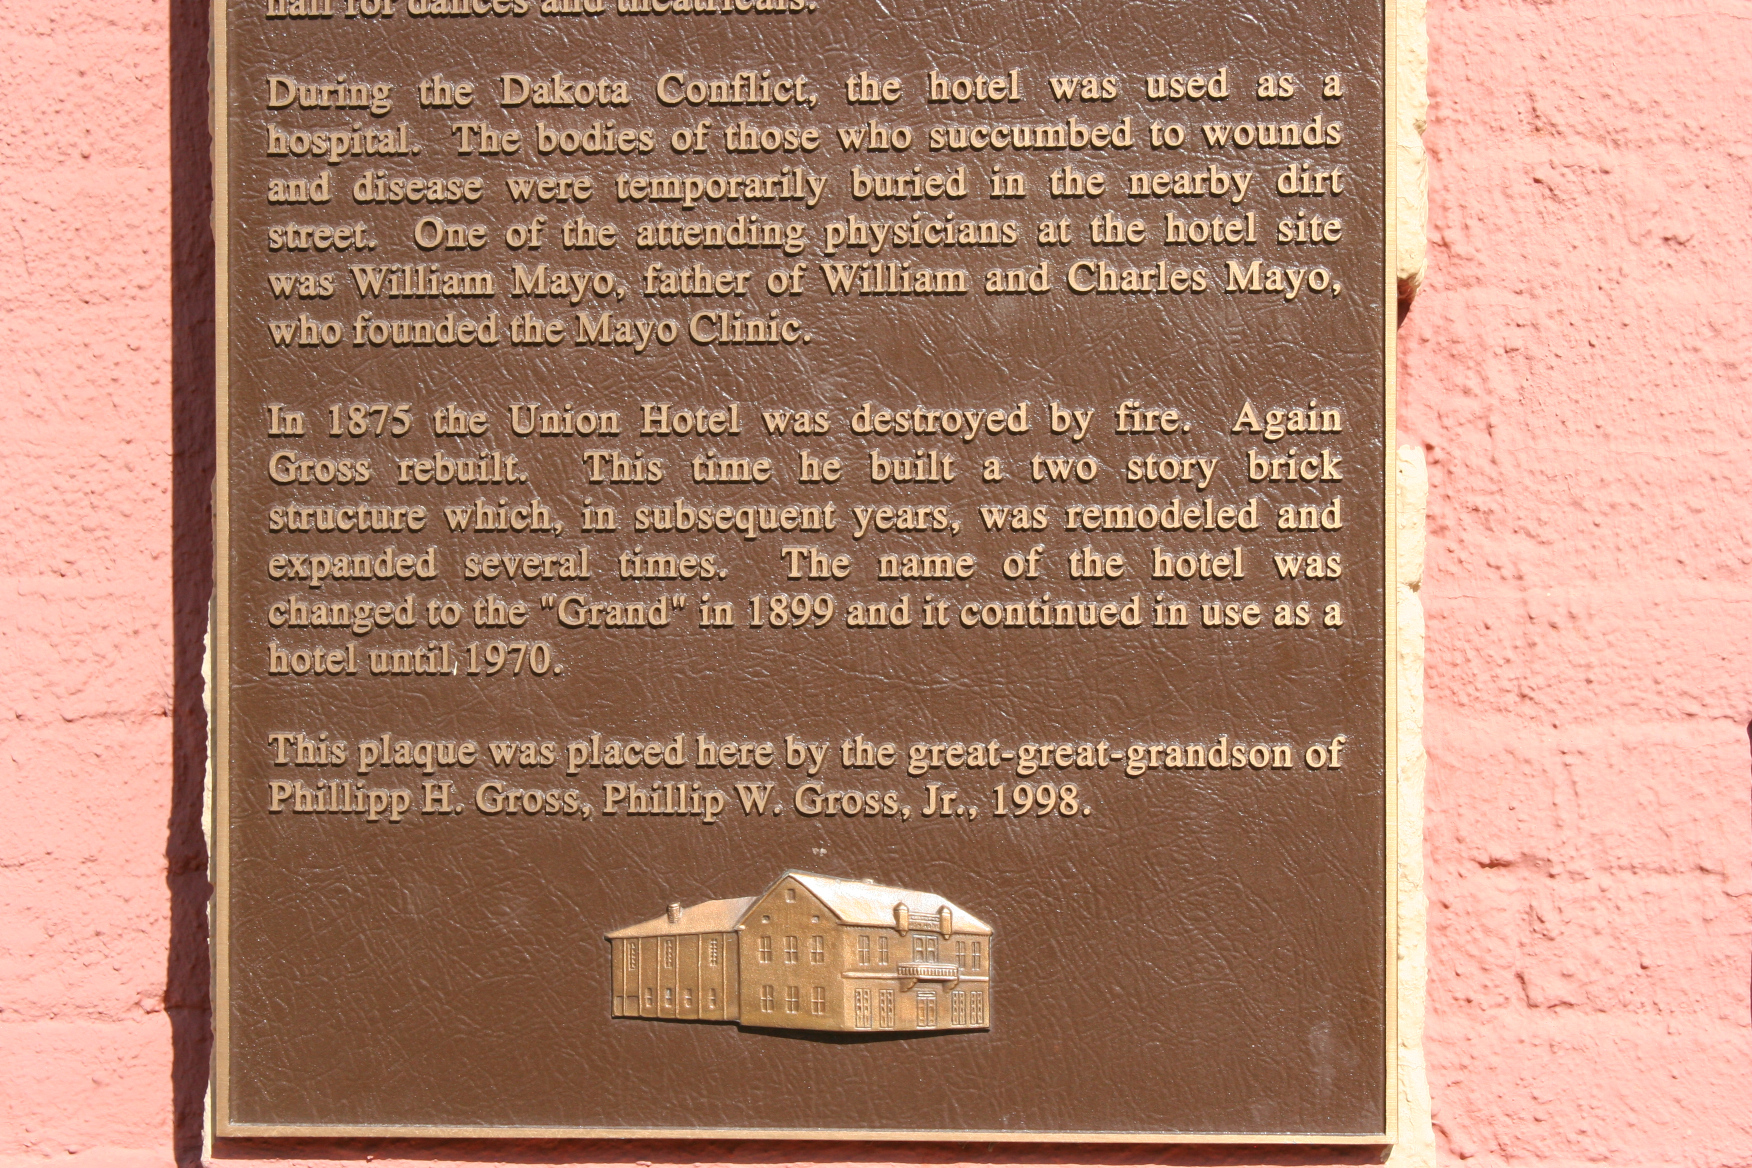 hall for dances and theatricals.
During the Dakota Conflict, the hotel was used as a
hospital. The bodies of those who succumbed to wounds
and disease were temporarily buried in the nearby dirt
street. One of the attending physicians at the hotel site
was William Mayo, father of William and Charles Mayo,
who founded the Mayo Clinic.
In 1875 the Union Hotel was destroyed by fire. Again
Gross rebuilt. This time he built a two story brick
structure which, in subsequent years, was remodeled and
expanded several times. The name of the hotel was
changed to the "Grand" in 1899 and it continued in use as a
hotel until 1970.
This plaque was placed here by the great-great-grandson of
Phillipp H. Gross, Phillip W. Gross, Jr., 1998.